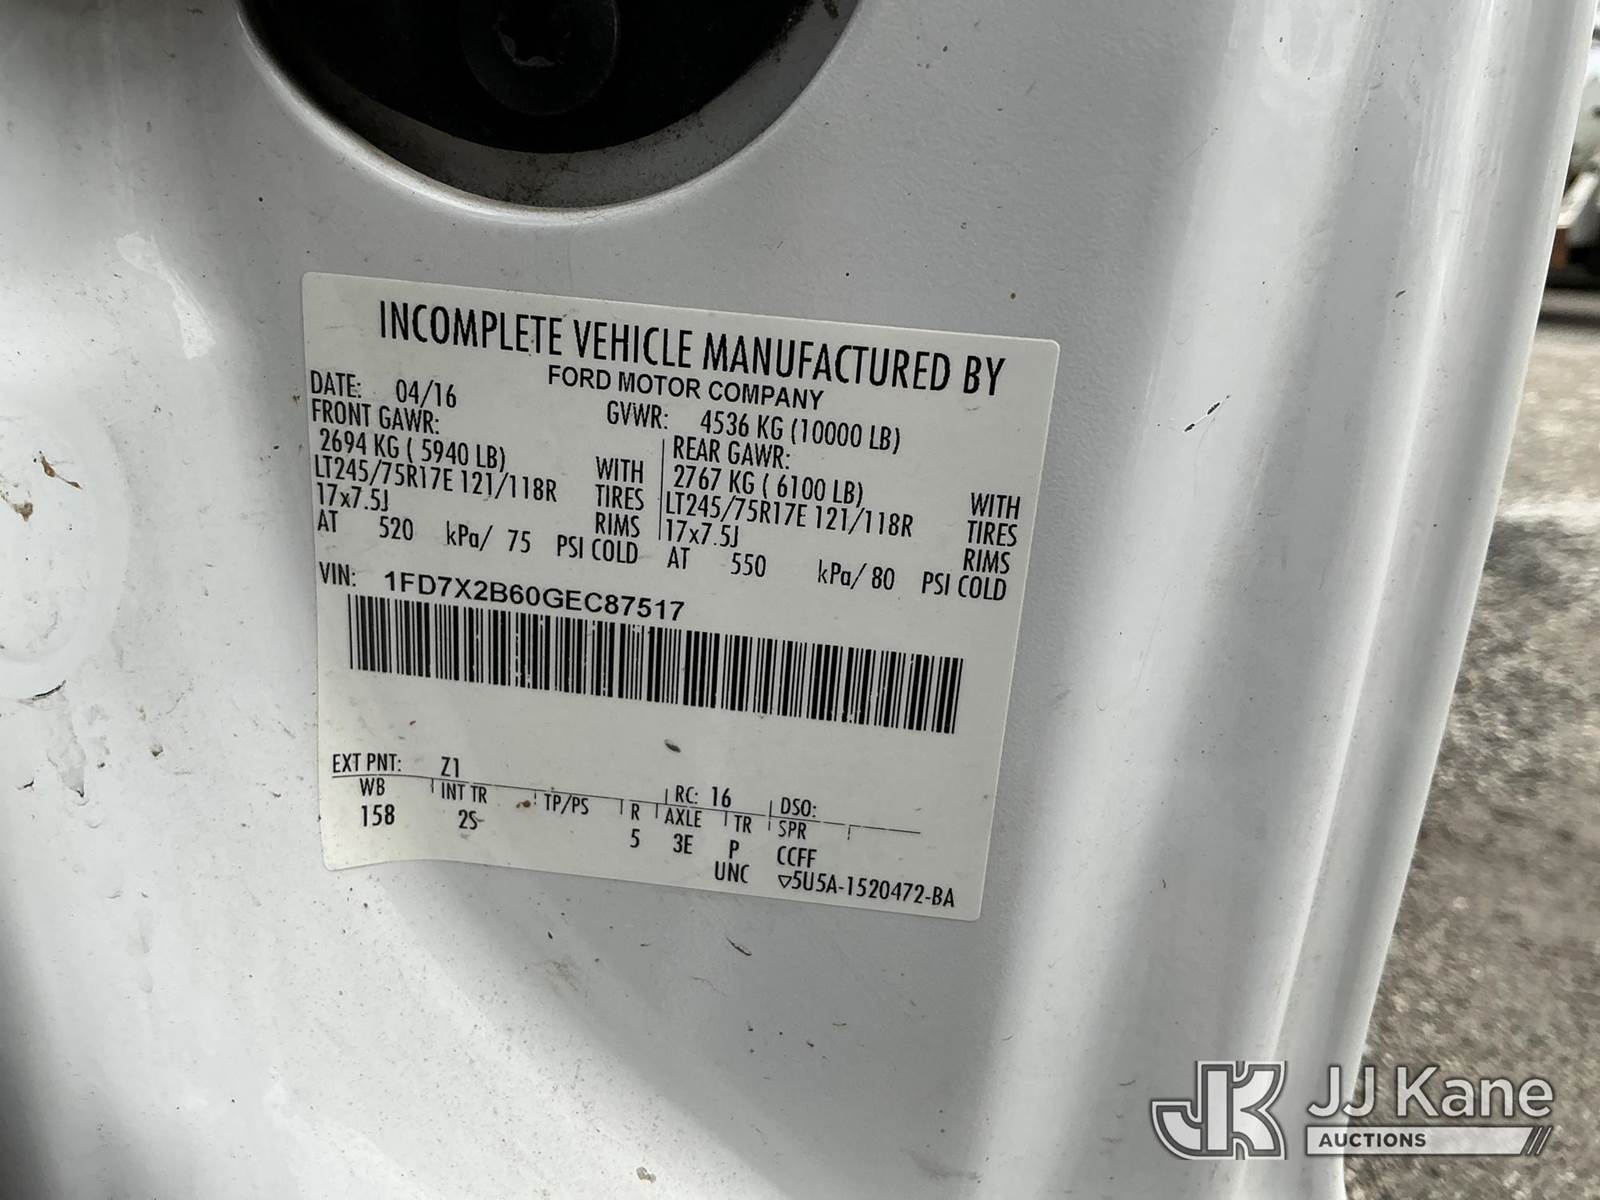 INCOMPLETE VEHICLE MANUFACTURED BY
FORD MOTOR COMPANY
DATE: 04/16 GVWR: 4536 KG (10000 LB)
FRONT GAWR: REAR GAWR:
2694 KG ( 5940 LB) WITH 2767 KG ( 6100 LB) WITH
LT245/75R17E 121/118R TIRES LT245/75R17E 121/118R TIRES
17x7.5J RIMS 17x7.5J RIMS
AT 520 kPa/ 75 PSI COLD AT 550 kPa/ 80 PSI COLD
VIN: 1FD7X2B60GEC87517
EXT PNT: Z1 RC: 16 DSO:
WB INT TR TP/PS R AXLE TR SPR
158 2S 5 3E P CCFF
UNC ▽5U5A-1520472-BA
JK JJ Kane
AUCTIONS